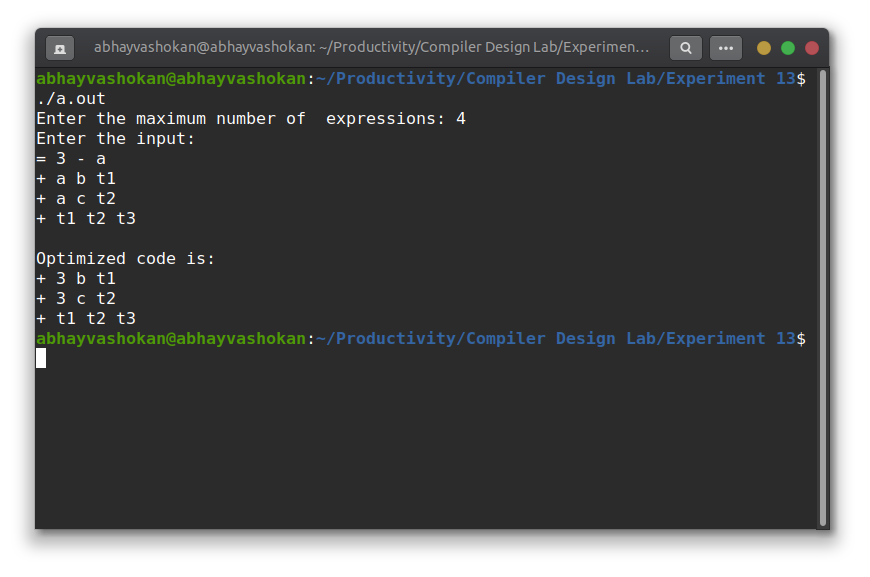 abhayvashokan@abhayvashokan: ~/Productivity/Compiler Design Lab/Experimen...
abhayvashokan@abhayvashokan:~/Productivity/Compiler Design Lab/Experiment 13$
./a.out
Enter the maximum number of  expressions: 4
Enter the input:
= 3 - a
+ a b t1
+ a c t2
+ t1 t2 t3
Optimized code is:
+ 3 b t1
+ 3 c t2
+ t1 t2 t3
abhayvashokan@abhayvashokan:~/Productivity/Compiler Design Lab/Experiment 13$